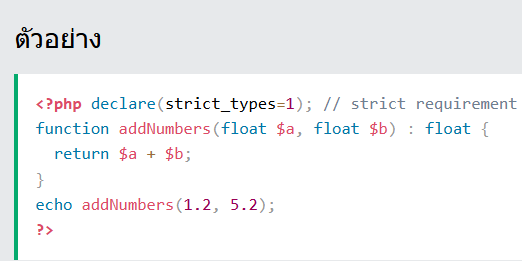 ตัวอย่าง
<?php declare(strict_types=1); // strict requirement
function addNumbers(float $a, float $b) : float {
  return $a + $b;
}
echo addNumbers(1.2, 5.2);
?>